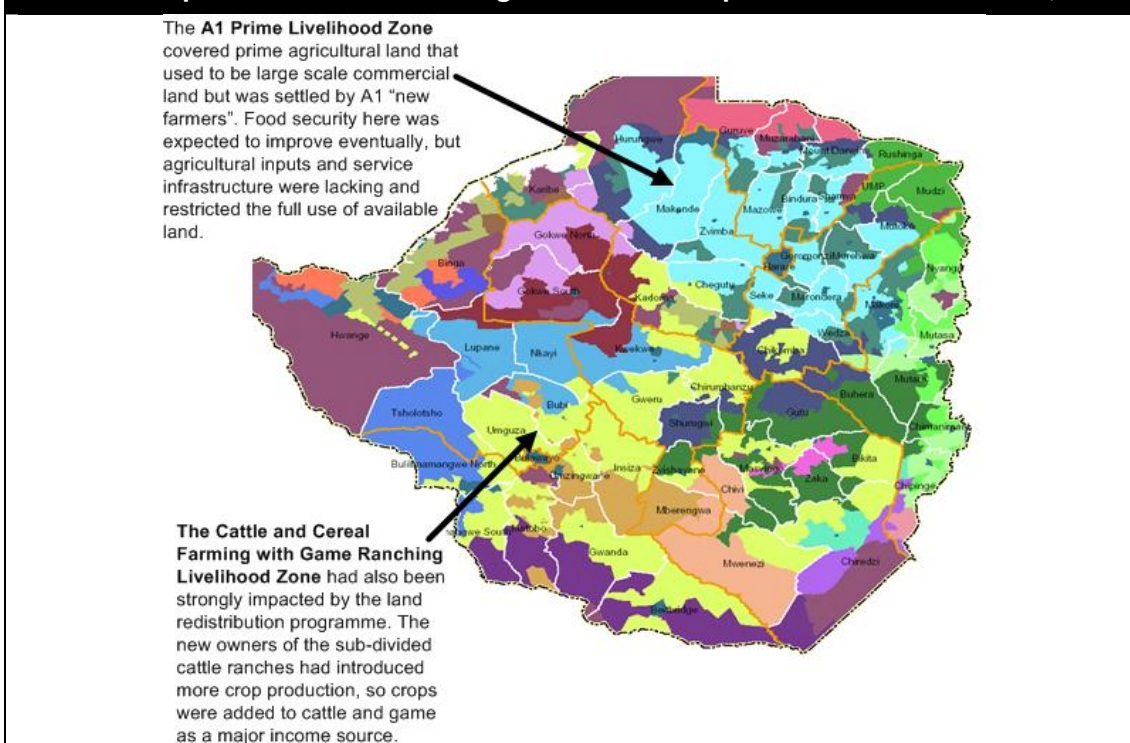 The A1 Prime Livelihood Zone
covered prime agricultural land that
used to be large scale commercial
land but was settled by A1 "new
farmers". Food security here was
expected to improve eventually, but
agricultural inputs and service
infrastructure were lacking and
restricted the full use of available
land.
Hurungwe
Guruve
Muzarabani
Mount Darwin
Rushinga
Kariba
UMP
Mudzi
Makonde
Mazowe
Bindura
Shamva
Zvimba
Mutoko
Gokwe North
Binga
Harare
Goromonzi
Murehwa
Nyanga
Chegutu
Gokwe South
Kadoma
Seke
Marondera
Makoni
Hwange
Wedza
Mutasa
Lupane
Nkayi
Kwekwe
Chikomba
Chirumhanzu
Mutare
Gweru
Buhera
Tsholotsho
Bubi
Shurugwi
Gutu
Umguza
Chimanimani
Bulilimamangwe North
Bulawayo
Bikita
Umzingwane
Insiza
Zvishavane
Masvingo
Zaka
Chivi
Chipinge
Mberengwa
Matobo
Gwanda
Mwenezi
Chiredzi
Beitbridge
The Cattle and Cereal
Farming with Game Ranching
Livelihood Zone had also been
strongly impacted by the land
redistribution programme. The
new owners of the sub-divided
cattle ranches had introduced
more crop production, so crops
were added to cattle and game
as a major income source.